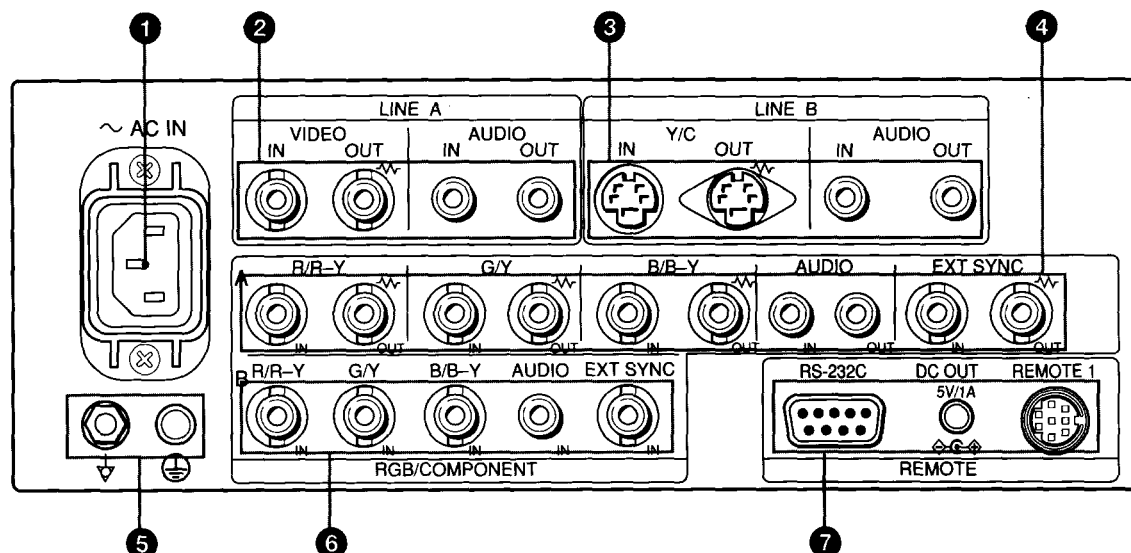 1 2 3 4
LINE A LINE B
~ AC IN
VIDEO AUDIO Y/C AUDIO
IN OUT IN OUT IN OUT IN OUT
A R/R–Y G/Y B/B–Y AUDIO EXT SYNC
IN OUT IN OUT IN OUT IN OUT IN OUT
B R/R–Y G/Y B/B–Y AUDIO EXT SYNC RS-232C DC OUT REMOTE 1
5V/1A
IN IN IN IN IN
RGB/COMPONENT REMOTE
5 6 7